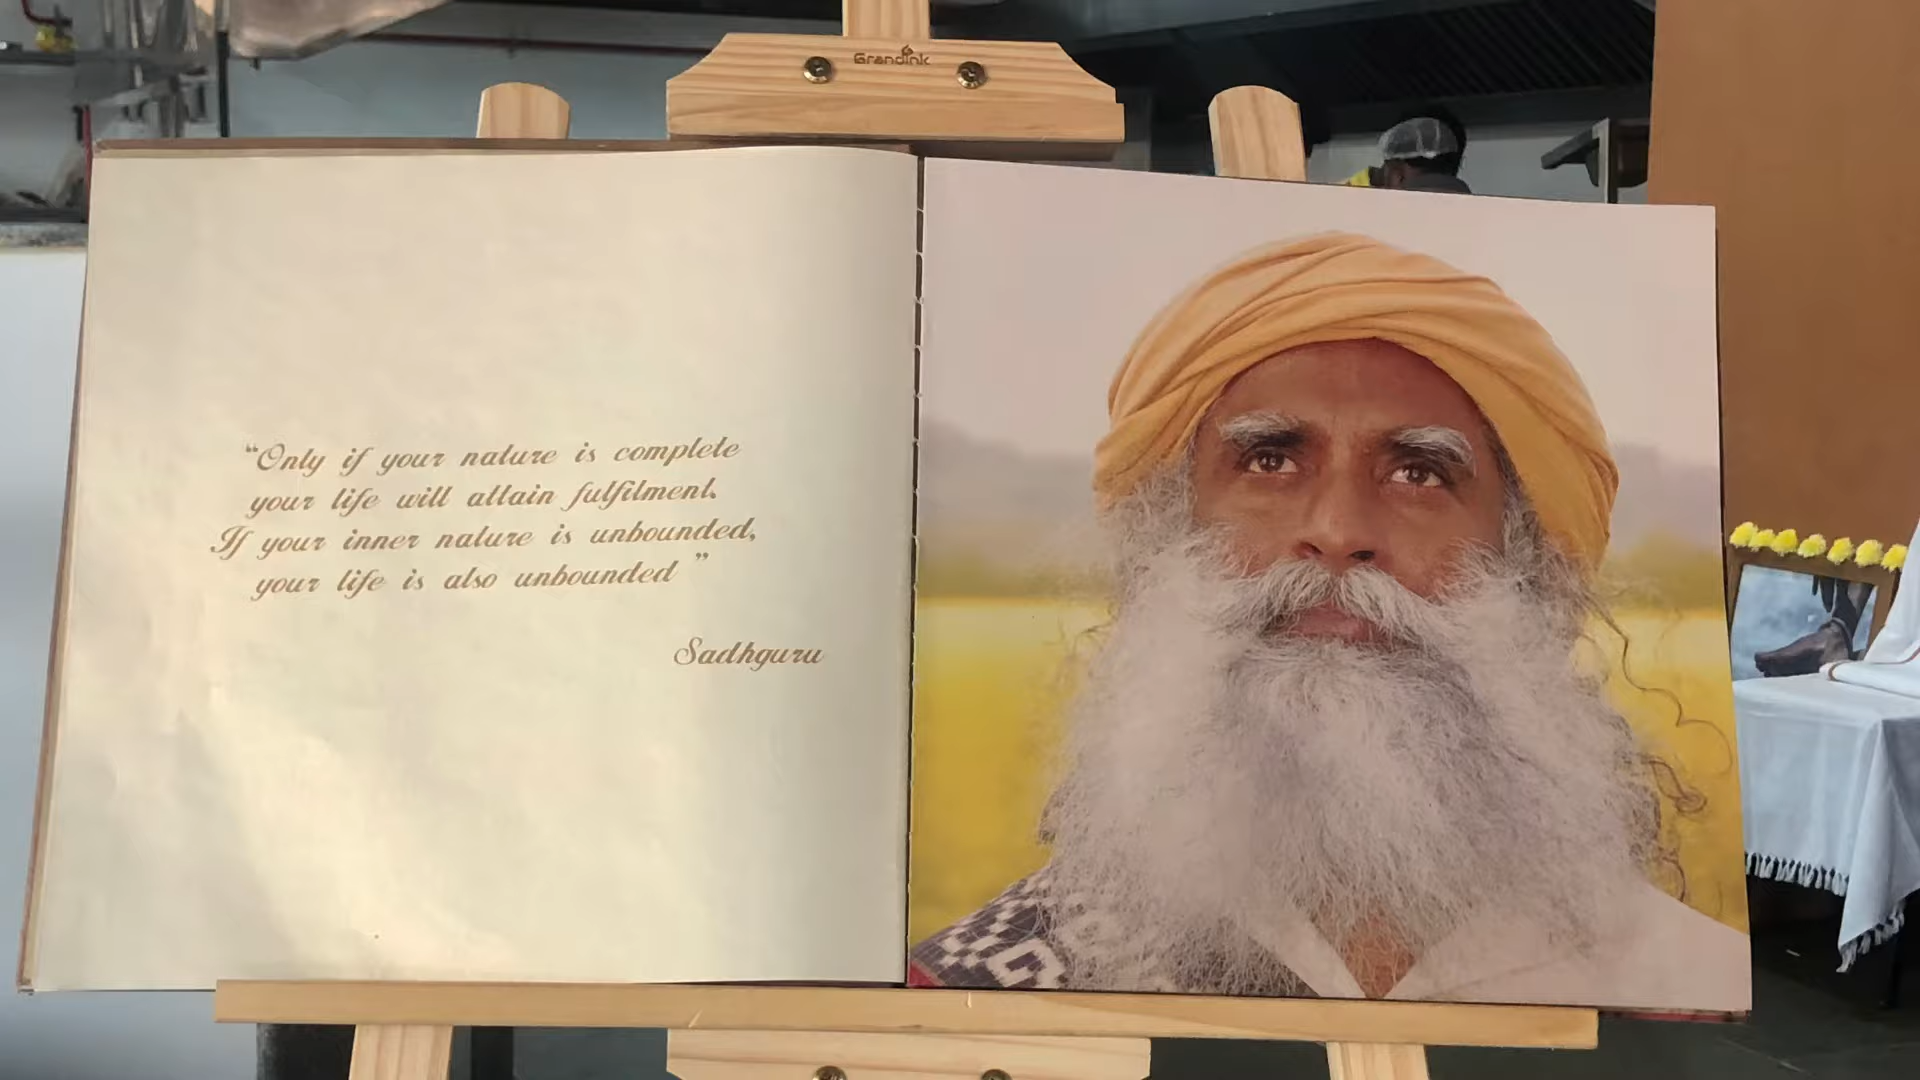 Grandink
“Only if your nature is complete
your life will attain fulfilment.
If your inner nature is unbounded,
your life is also unbounded ”
Sadhguru